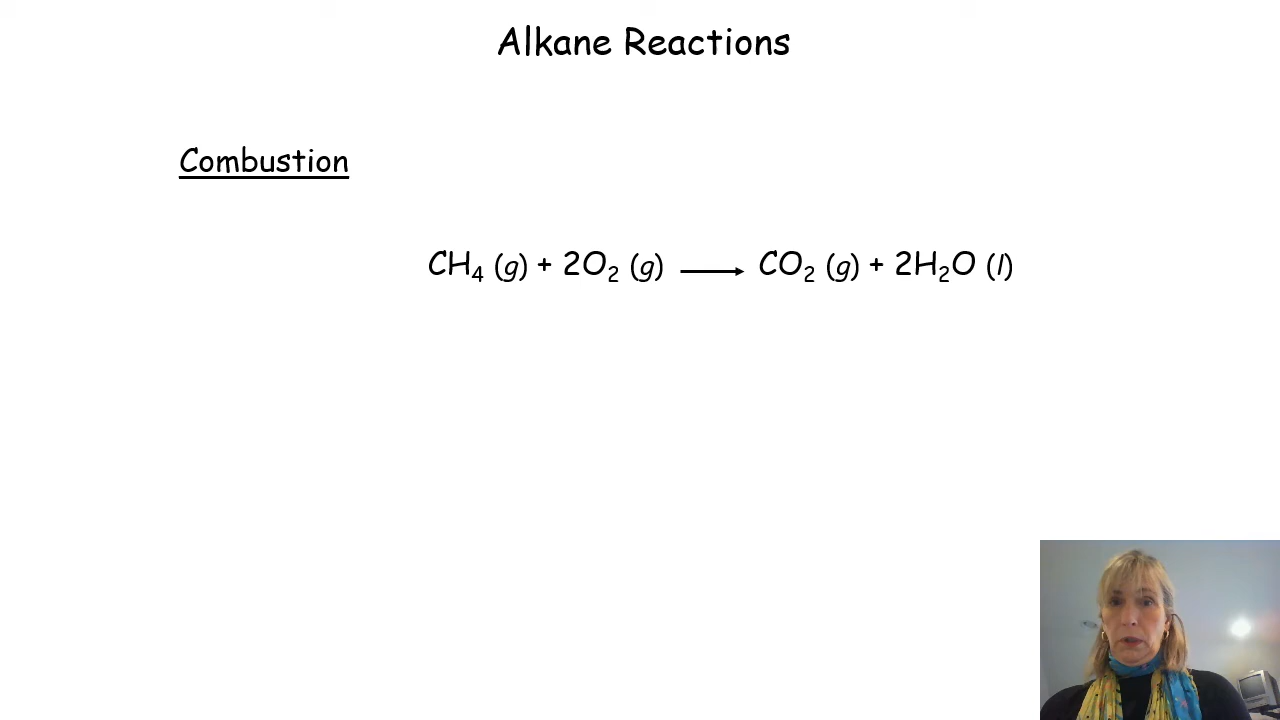 Alkane Reactions
Combustion
CH₄ (g) + 2O₂ (g) ⟶ CO₂ (g) + 2H₂O (l)